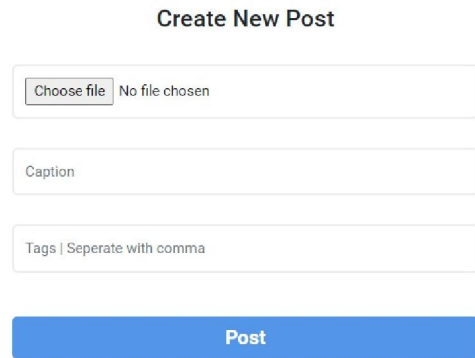 Create New Post
Choose file No file chosen
Caption
Tags | Seperate with comma
Post